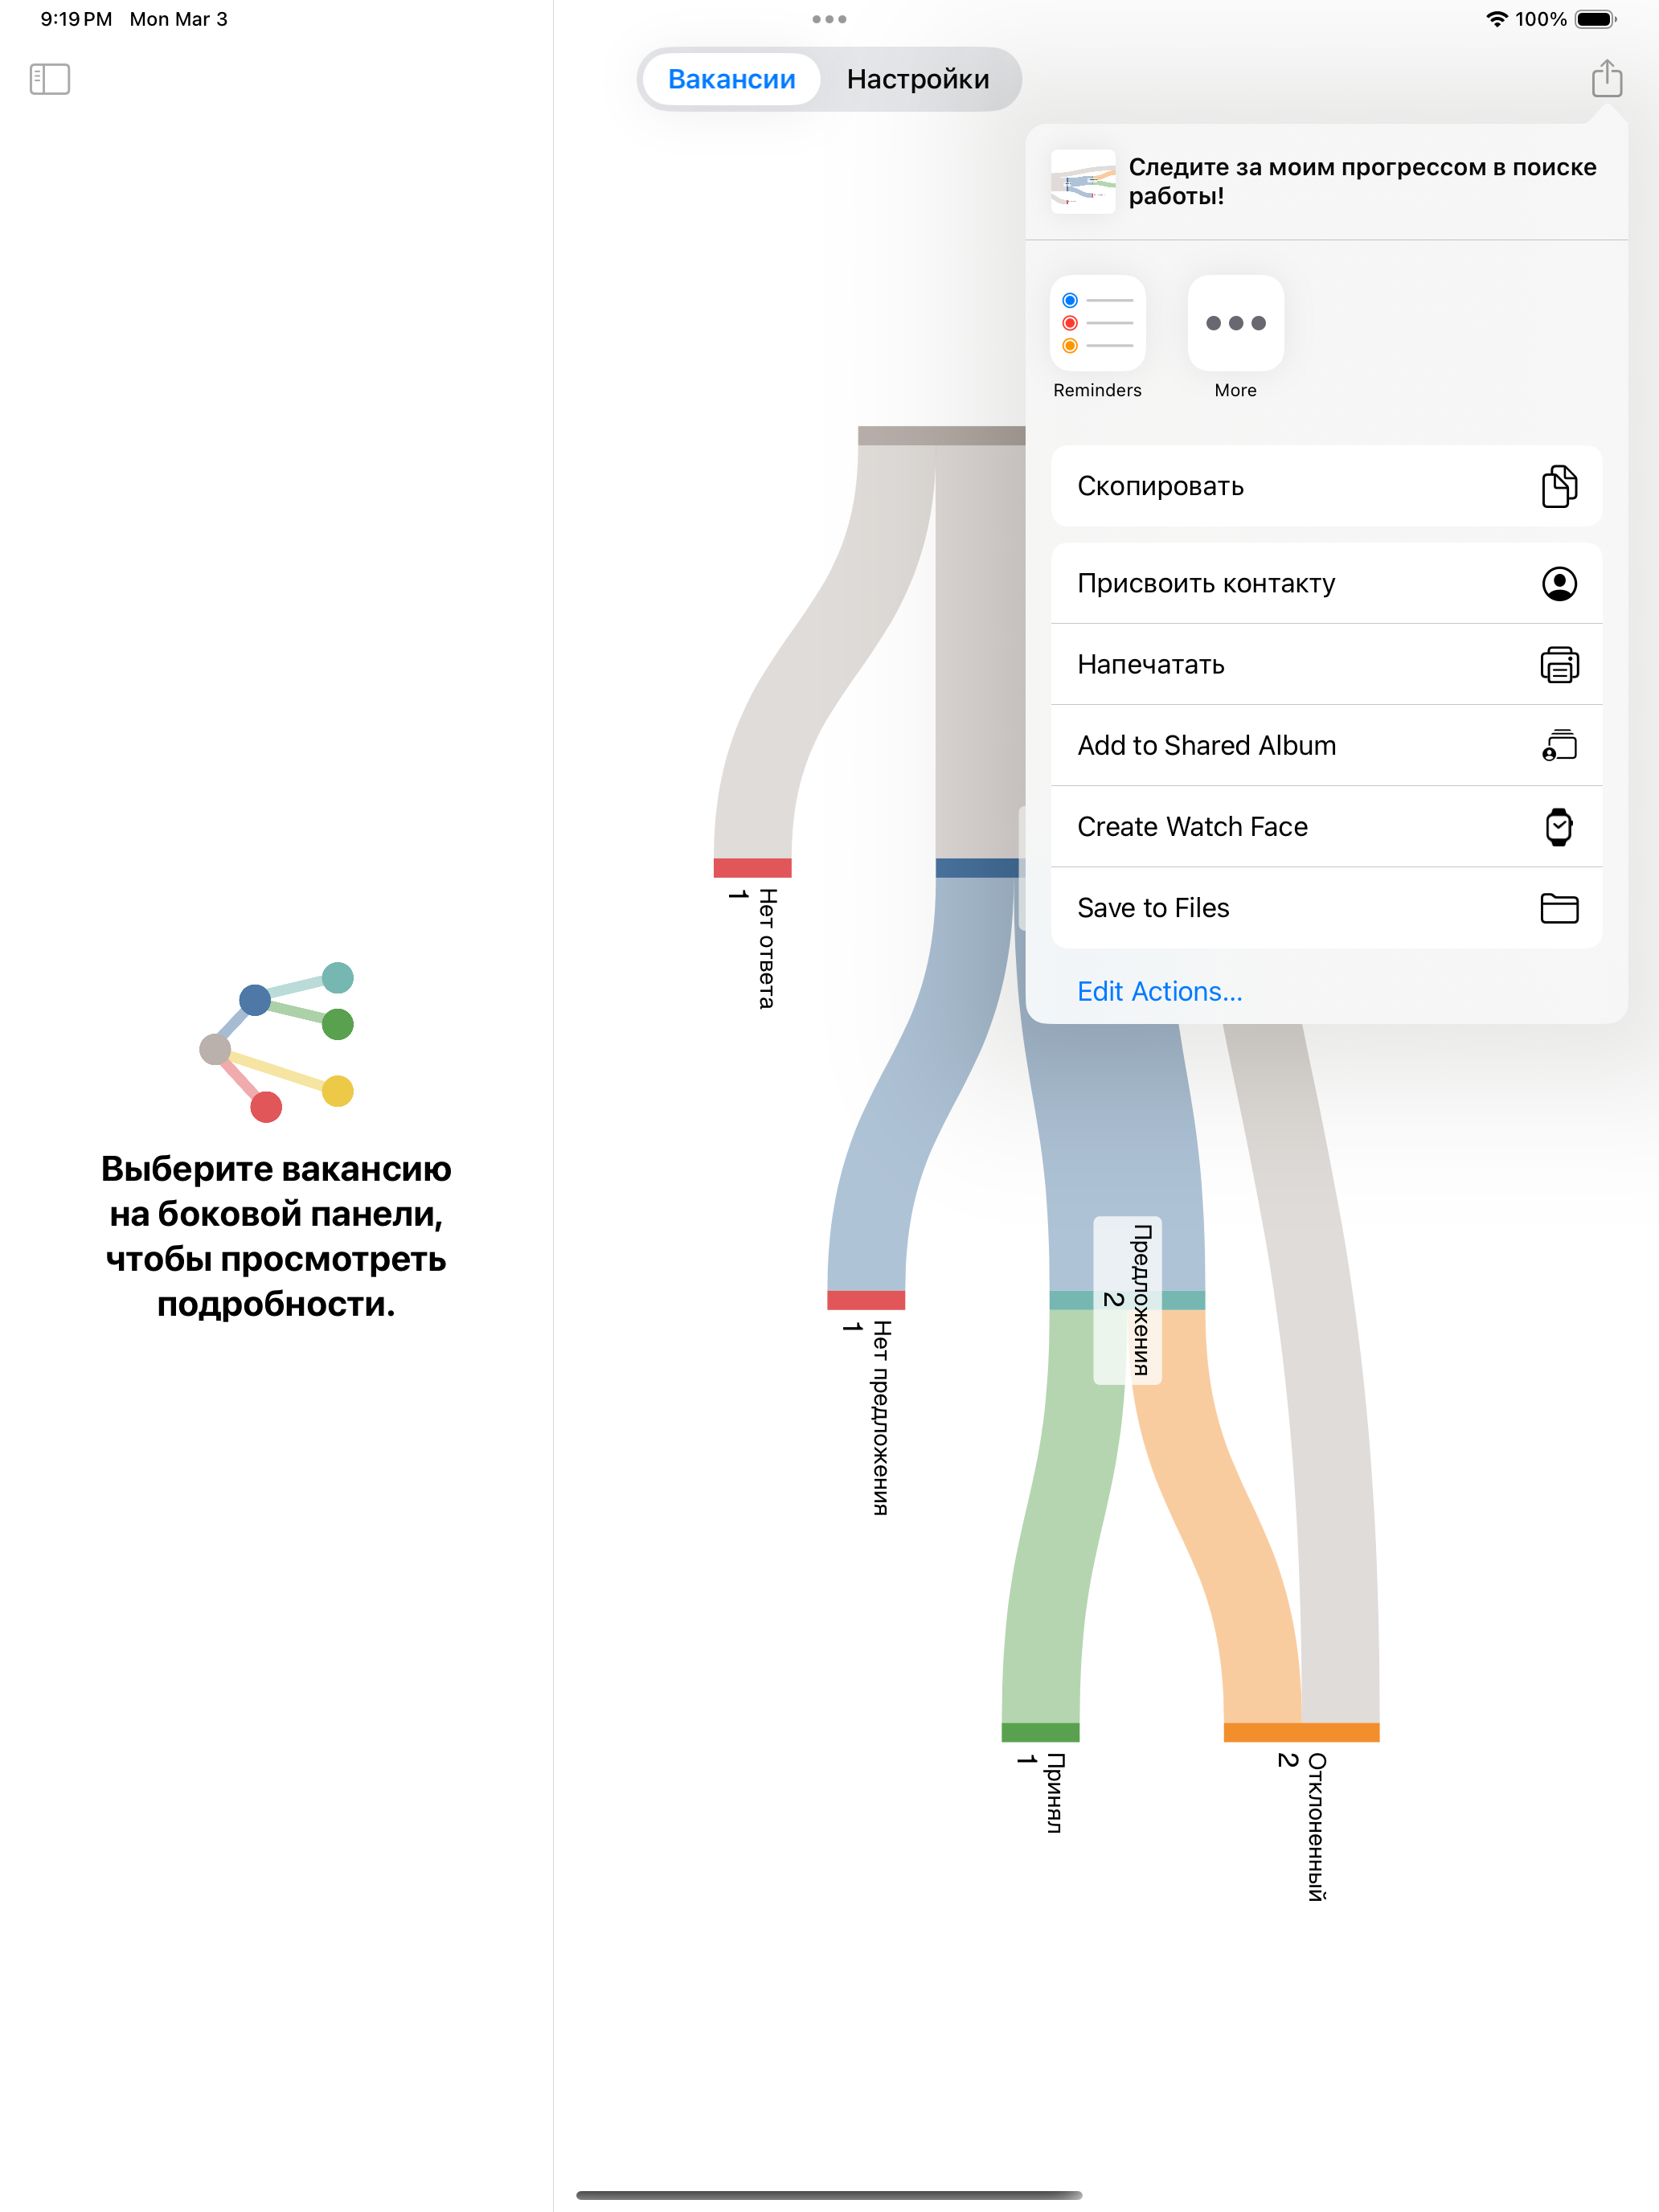 9:19 PM Mon Mar 3
100%
Вакансии
Настройки
Следите за моим прогрессом в поиске
работы!
Reminders
More
Скопировать
Присвоить контакту
Напечатать
Add to Shared Album
Create Watch Face
Save to Files
Edit Actions...
Выберите вакансию
на боковой панели,
чтобы просмотреть
подробности.
Нет ответа
1
Предложения
2
Нет предложения
1
Принял
1
Отклоненный
2